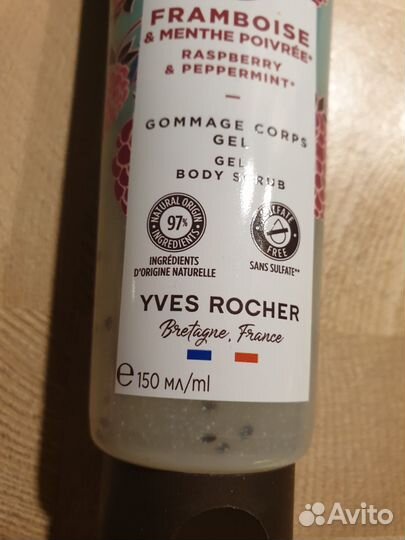 FRAMBOISE
& MENTHE POIVRÉE*
RASPBERRY
& PEPPERMINT*
GOMMAGE CORPS
GEL
GEL
BODY SCRUB
NATURAL ORIGIN
97%
INGREDIENTS
INGRÉDIENTS
D'ORIGINE NATURELLE
SULFATE
FREE
SANS SULFATE**
YVES ROCHER
Bretagne, France
e 150 мл/ml
Avito